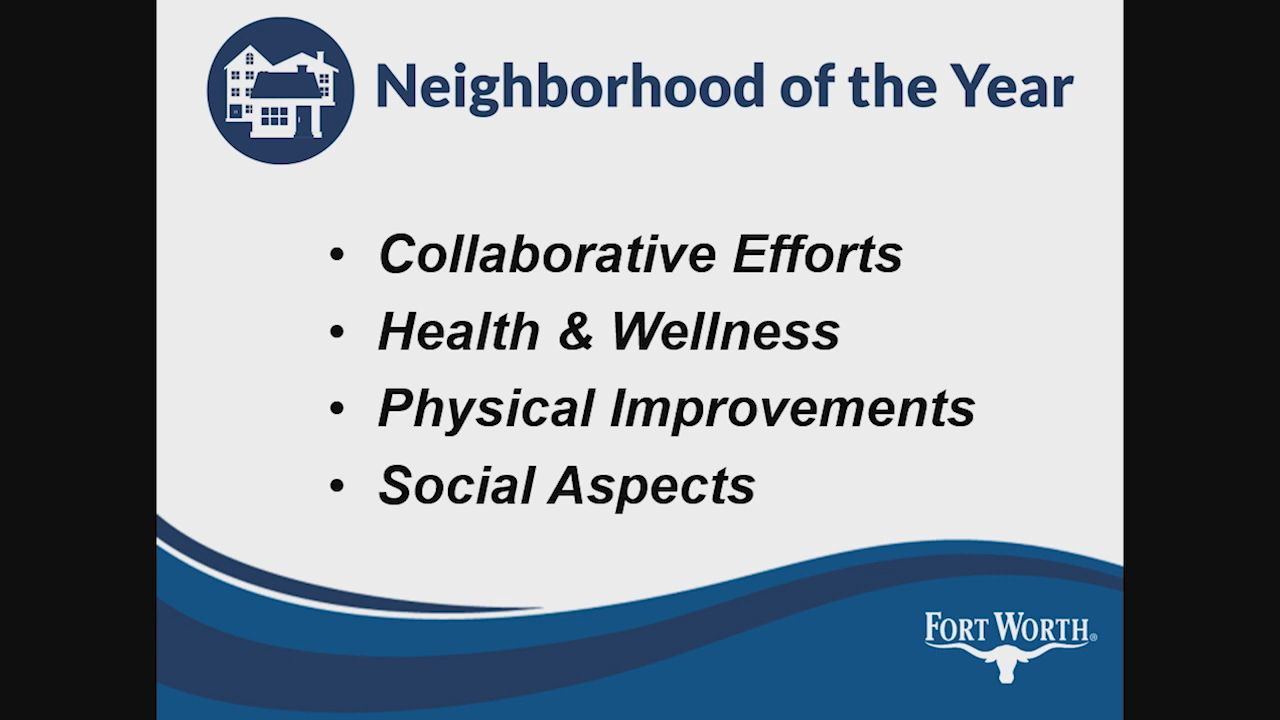 Neighborhood of the Year
• Collaborative Efforts
• Health & Wellness
• Physical Improvements
• Social Aspects
FORT WORTH®